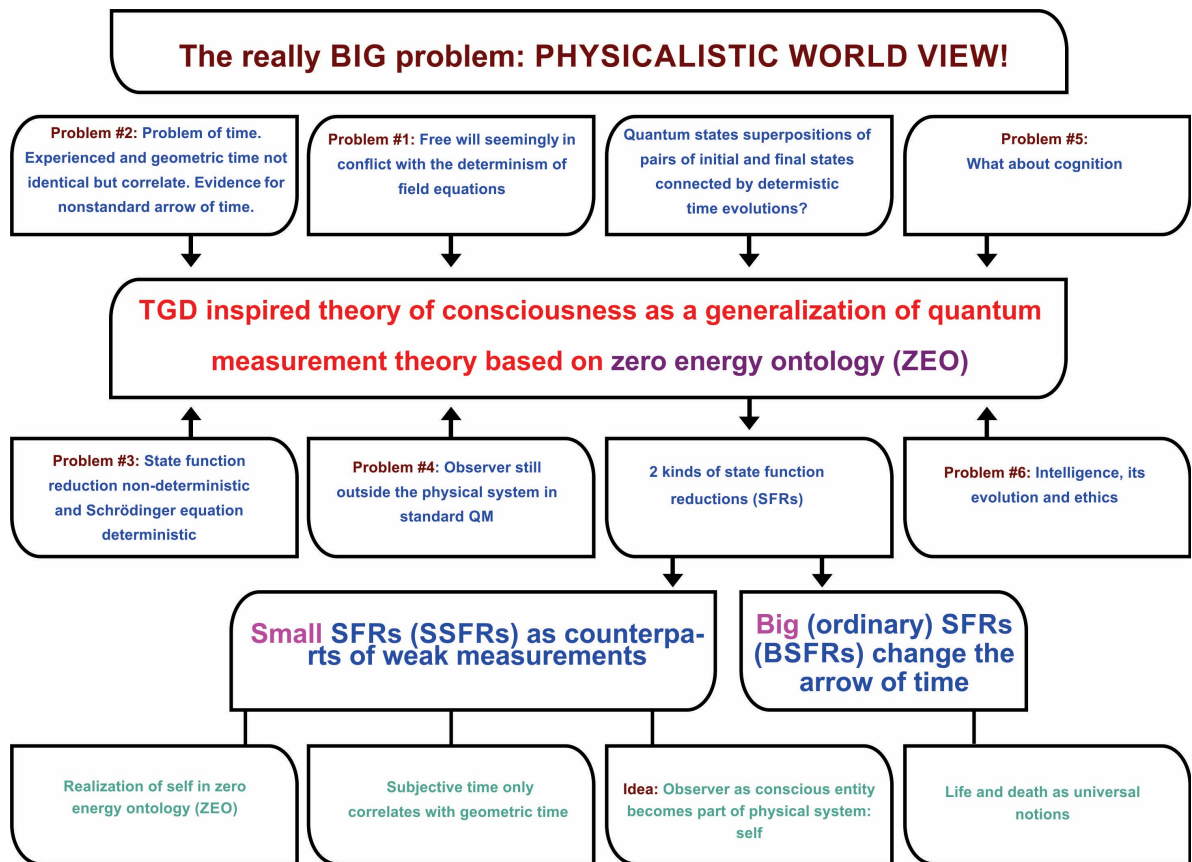 The really BIG problem: PHYSICALISTIC WORLD VIEW!
Problem #2: Problem of time.
Experienced and geometric time not
identical but correlate. Evidence for
nonstandard arrow of time.
Problem #1: Free will seemingly in
conflict with the determinism of
field equations
Quantum states superpositions of
pairs of initial and final states
connected by determistic
time evolutions?
Problem #5:
What about cognition
TGD inspired theory of consciousness as a generalization of quantum
measurement theory based on zero energy ontology (ZEO)
Problem #3: State function
reduction non-deterministic
and Schrödinger equation
deterministic
Problem #4: Observer still
outside the physical system in
standard QM
2 kinds of state function
reductions (SFRs)
Problem #6: Intelligence, its
evolution and ethics
Small SFRs (SSFRs) as counterpa-
rts of weak measurements
Big (ordinary) SFRs
(BSFRs) change the
arrow of time
Realization of self in zero
energy ontology (ZEO)
Subjective time only
correlates with geometric time
Idea: Observer as conscious entity
becomes part of physical system:
self
Life and death as universal
notions